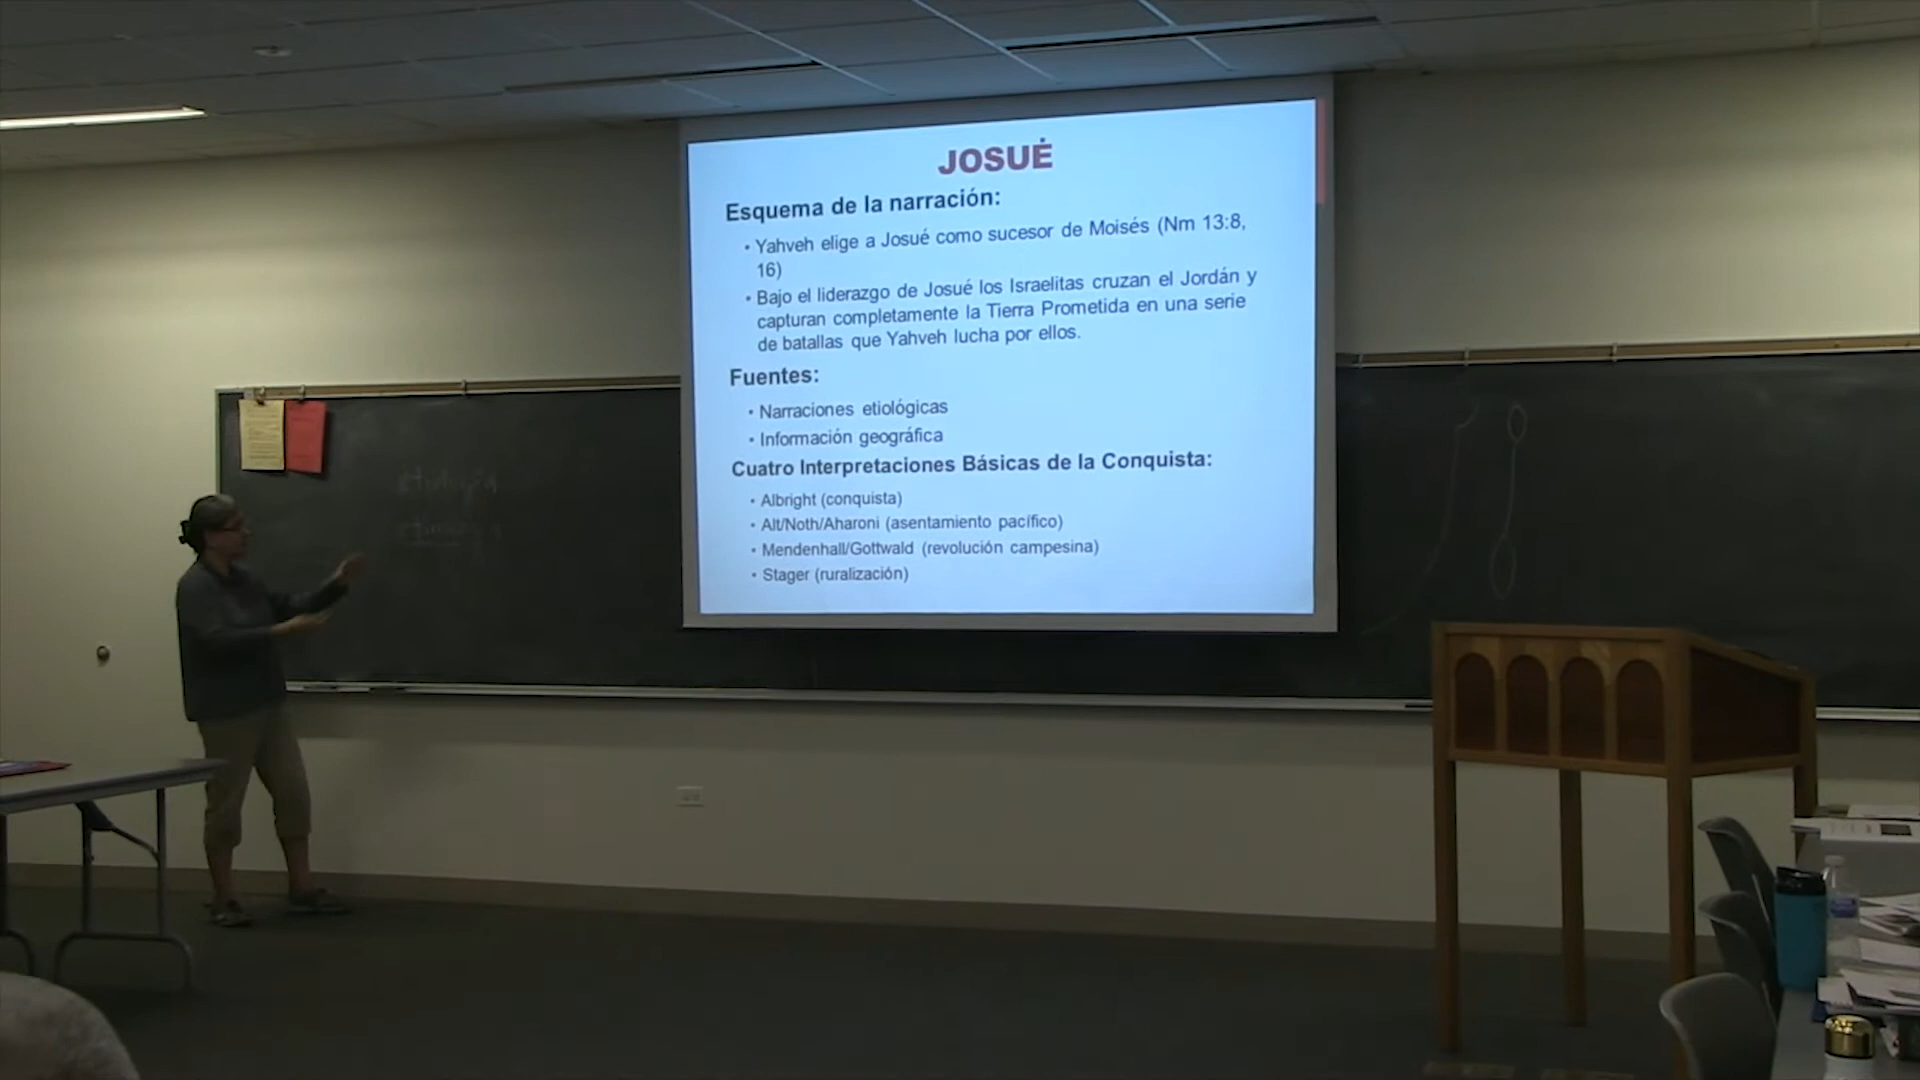 JOSUĖ
Esquema de la narración:
• Yahveh elige a Josué como sucesor de Moisés (Nm 13:8,
16)
• Bajo el liderazgo de Josué los Israelitas cruzan el Jordán y
capturan completamente la Tierra Prometida en una serie
de batallas que Yahveh lucha por ellos.
Fuentes:
• Narraciones etiológicas
• Información geográfica
Cuatro Interpretaciones Básicas de la Conquista:
• Albright (conquista)
• Alt/Noth/Aharoni (asentamiento pacífico)
• Mendenhall/Gottwald (revolución campesina)
• Stager (ruralización)